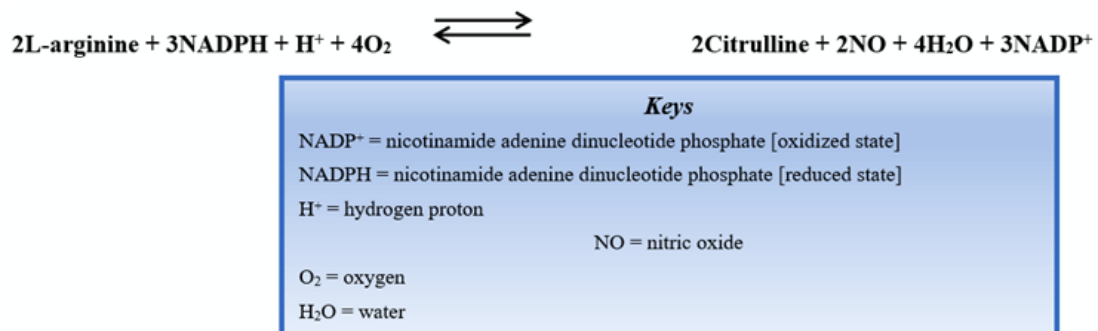 2L-arginine + 3NADPH + H⁺ + 4O₂ ⇌ 2Citrulline + 2NO + 4H₂O + 3NADP⁺
Keys
NADP⁺ = nicotinamide adenine dinucleotide phosphate [oxidized state]
NADPH = nicotinamide adenine dinucleotide phosphate [reduced state]
H⁺ = hydrogen proton
NO = nitric oxide
O₂ = oxygen
H₂O = water